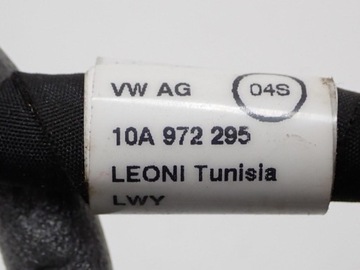 VW AG 04S
10A 972 295
LEONI Tunisia
LWY